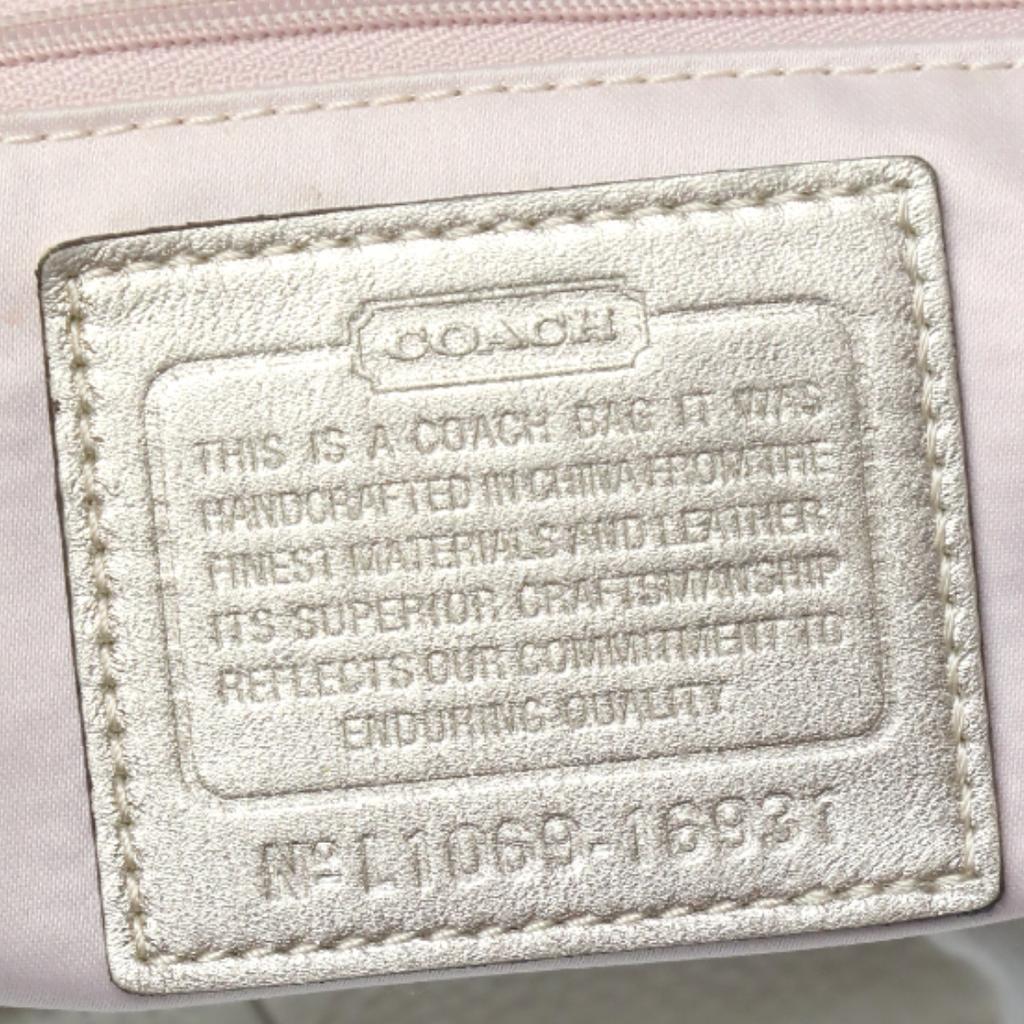 COACH
THIS IS A COACH BAG IT WAS
HANDCRAFTED IN CHINA FROM THE
FINEST MATERIALS AND LEATHER
ITS SUPERIOR CRAFTSMANSHIP
REFLECTS OUR COMMITMENT TO
ENDURING QUALITY
Nº L1069-16931